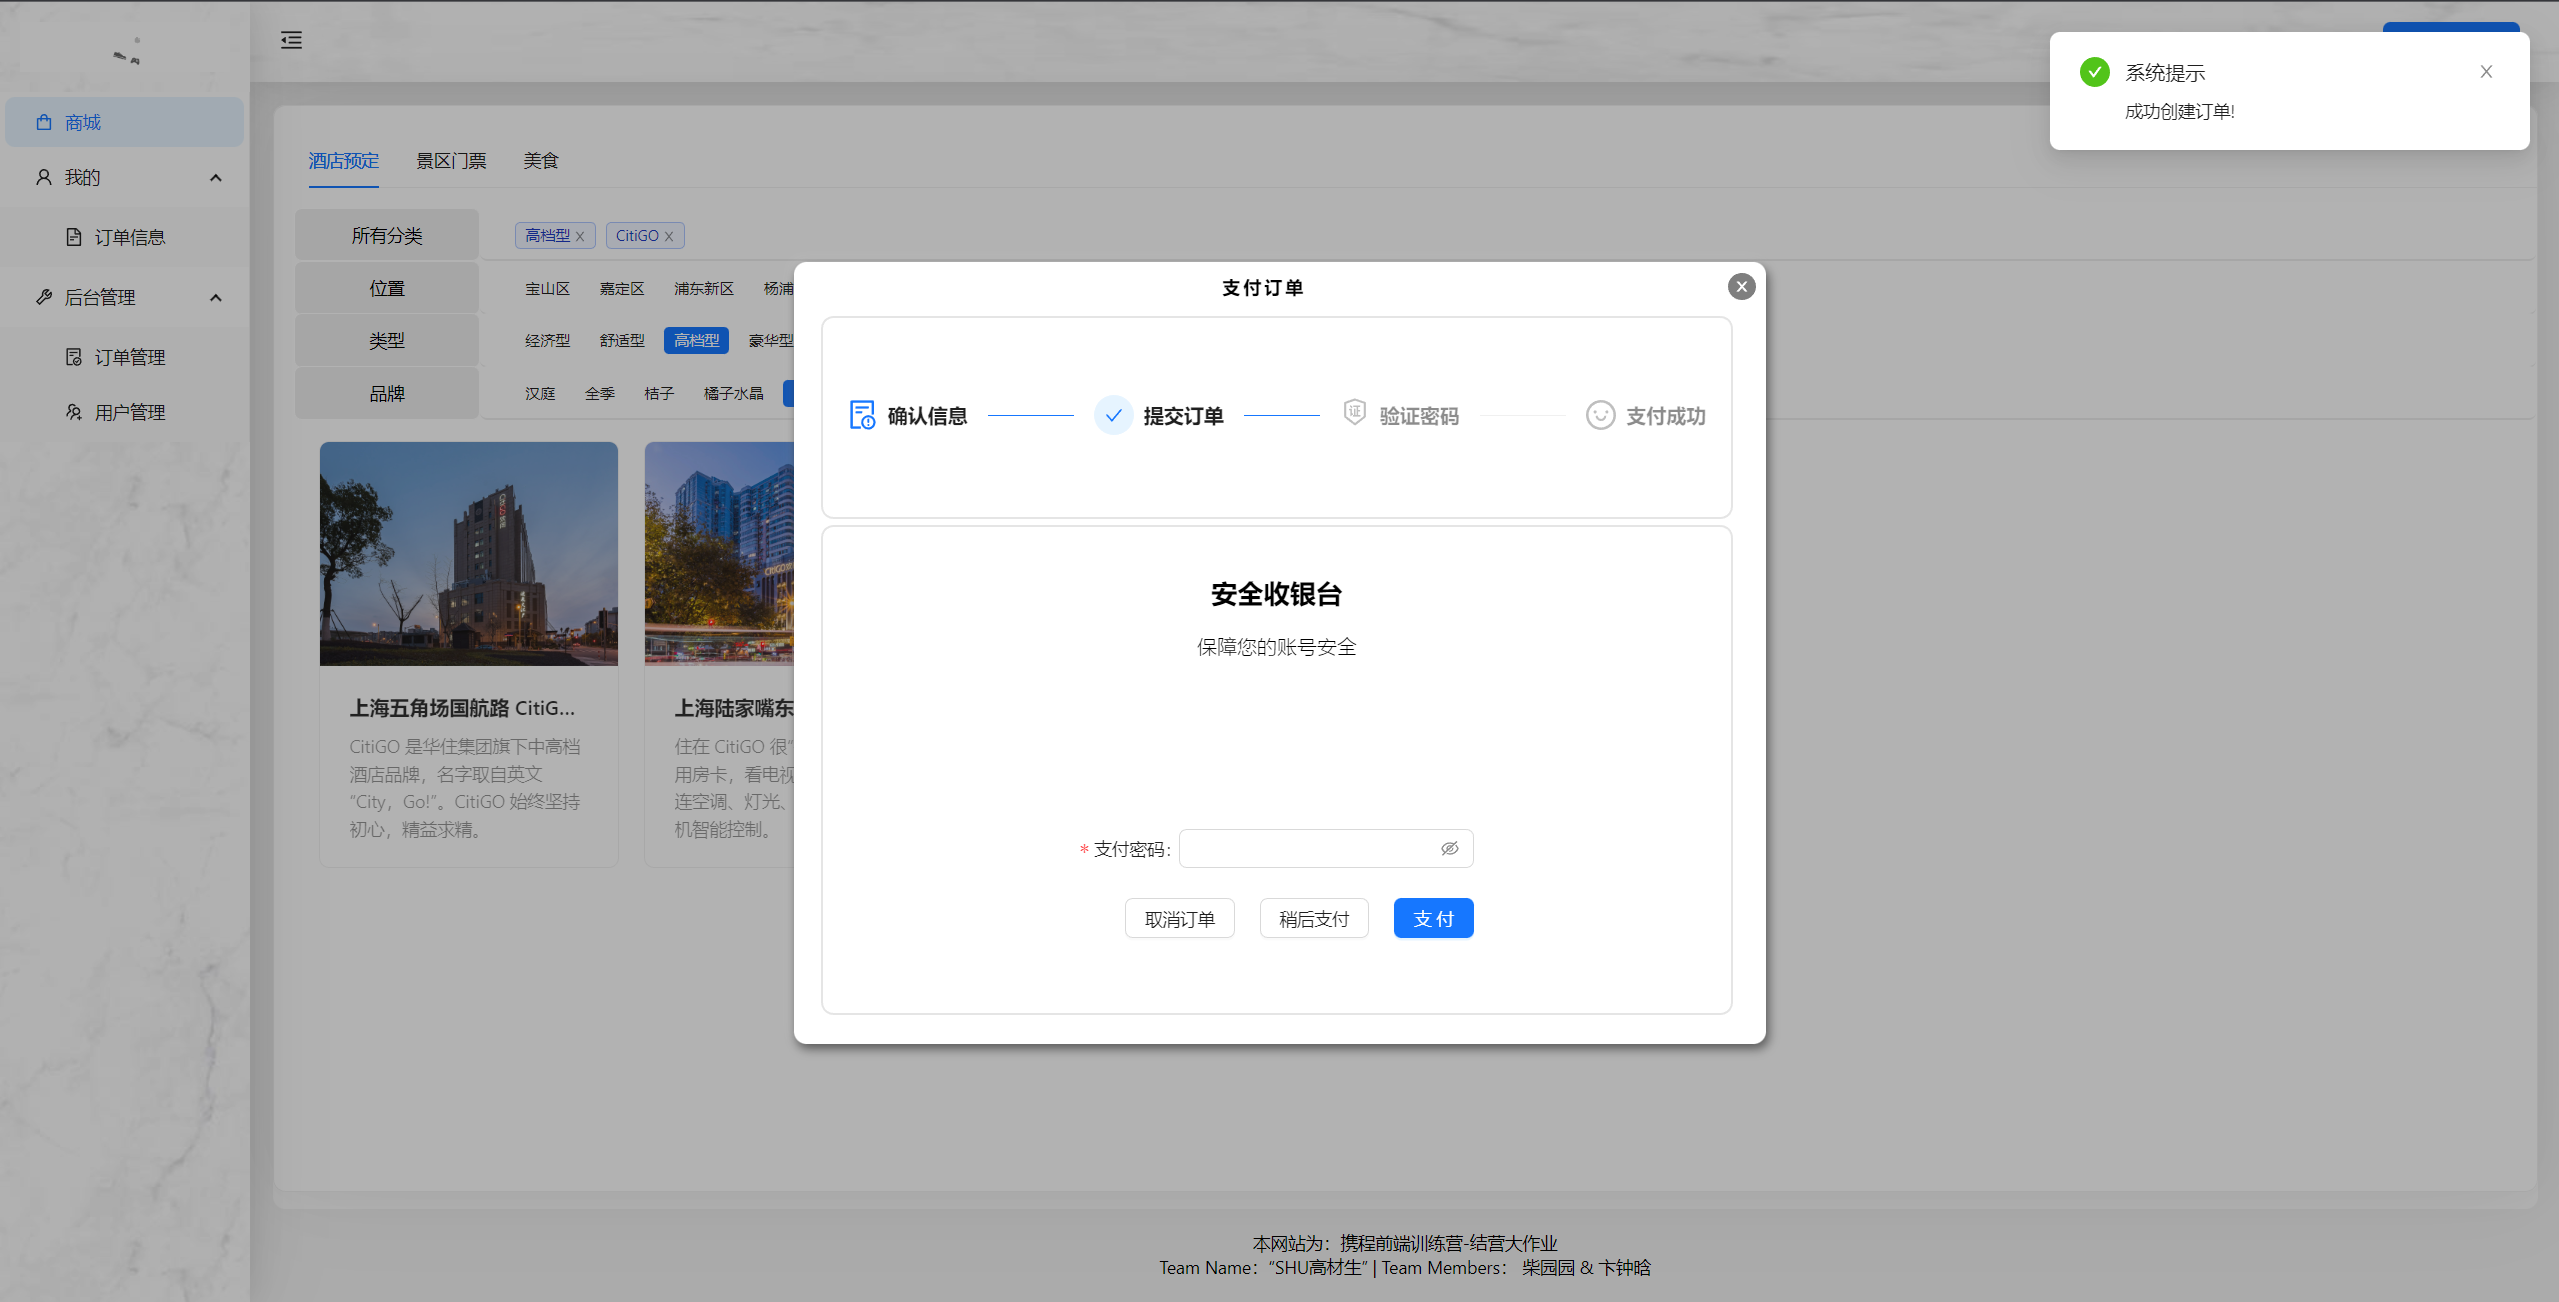 商城
我的
订单信息
后台管理
订单管理
用户管理
系统提示
成功创建订单!
酒店预定 景区门票 美食
所有分类 高档型 CitiGO
位置 宝山区 嘉定区 浦东新区 杨浦
类型 经济型 舒适型 高档型 豪华型
品牌 汉庭 全季 桔子 橘子水晶
支付订单
确认信息 提交订单 验证密码 支付成功
安全收银台
保障您的账号安全
* 支付密码:
取消订单 稍后支付 支 付
上海五角场国航路 CitiG...
CitiGO 是华住集团旗下中高档
酒店品牌，名字取自英文
“City，Go!”。CitiGO 始终坚持
初心，精益求精。
上海陆家嘴东
住在 CitiGO 很“
用房卡，看电视
连空调、灯光、
机智能控制。
本网站为：携程前端训练营-结营大作业
Team Name：“SHU高材生” | Team Members： 柴园园 & 卞钟晗